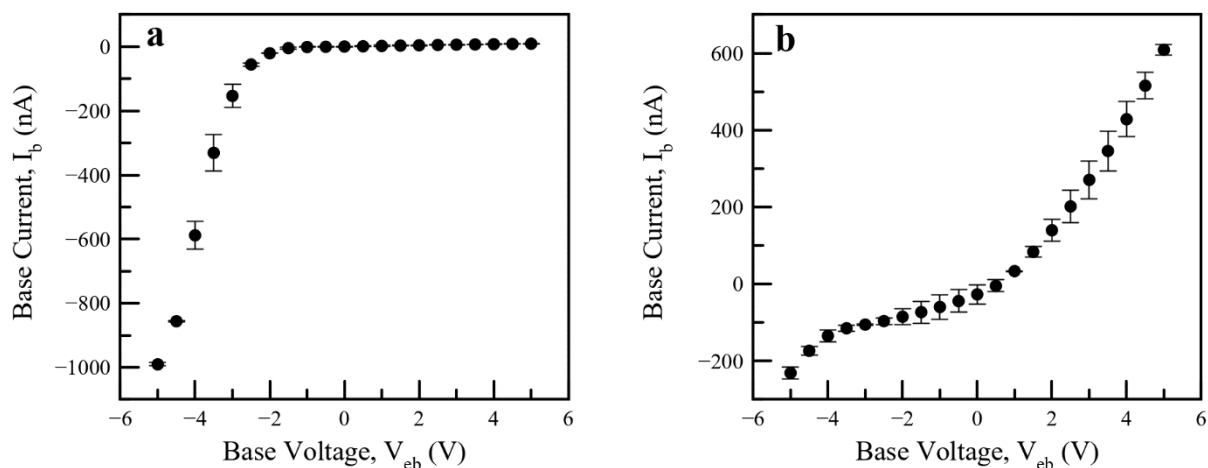 a
0
−200
−400
−600
−800
−1000
Base Current, I_b (nA)
−6 −4 −2 0 2 4 6
Base Voltage, V_eb (V)
b
600
400
200
0
−200
Base Current, I_b (nA)
−6 −4 −2 0 2 4 6
Base Voltage, V_eb (V)